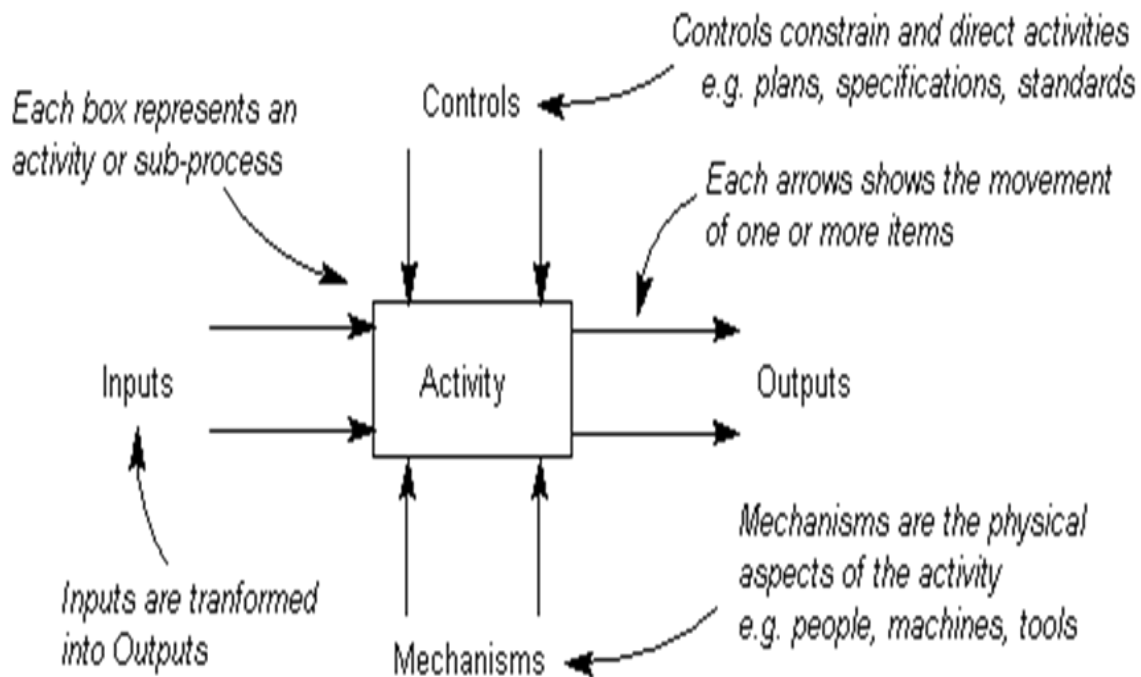 Controls constrain and direct activities
e.g. plans, specifications, standards
Controls
Each box represents an
activity or sub-process
Each arrows shows the movement
of one or more items
Inputs
Activity
Outputs
Inputs are tranformed
into Outputs
Mechanisms
Mechanisms are the physical
aspects of the activity
e.g. people, machines, tools